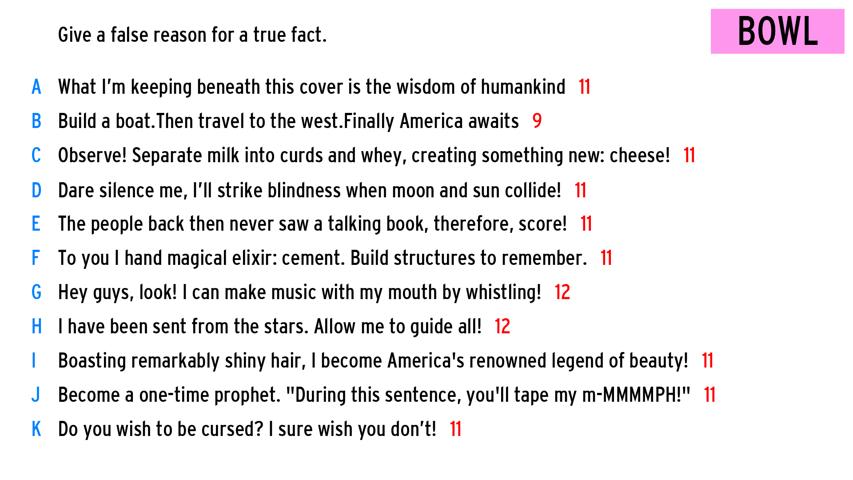 Give a false reason for a true fact.
BOWL
A What I'm keeping beneath this cover is the wisdom of humankind 11
B Build a boat.Then travel to the west.Finally America awaits 9
C Observe! Separate milk into curds and whey, creating something new: cheese! 11
D Dare silence me, I'll strike blindness when moon and sun collide! 11
E The people back then never saw a talking book, therefore, score! 11
F To you I hand magical elixir: cement. Build structures to remember. 11
G Hey guys, look! I can make music with my mouth by whistling! 12
H I have been sent from the stars. Allow me to guide all! 12
I Boasting remarkably shiny hair, I become America's renowned legend of beauty! 11
J Become a one-time prophet. "During this sentence, you'll tape my m-MMMMPH!" 11
K Do you wish to be cursed? I sure wish you don't! 11